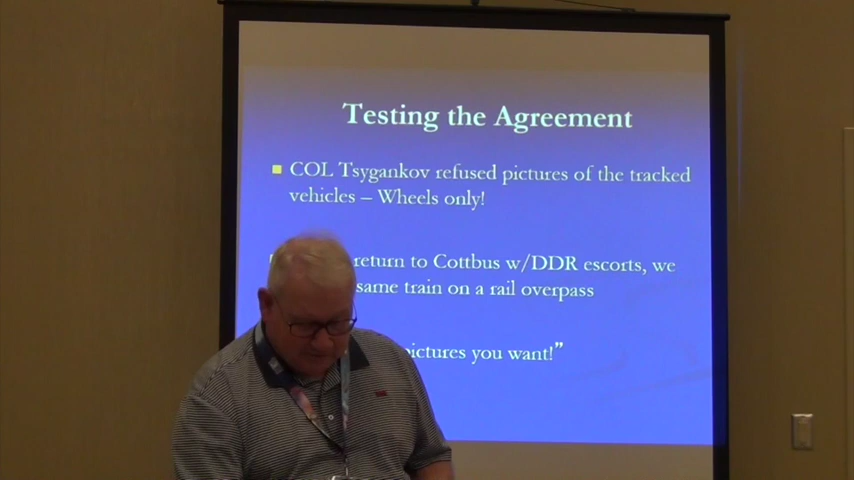 Testing the Agreement
COL Tsygankov refused pictures of the tracked
vehicles – Wheels only!
return to Cottbus w/DDR escorts, we
same train on a rail overpass
pictures you want!”